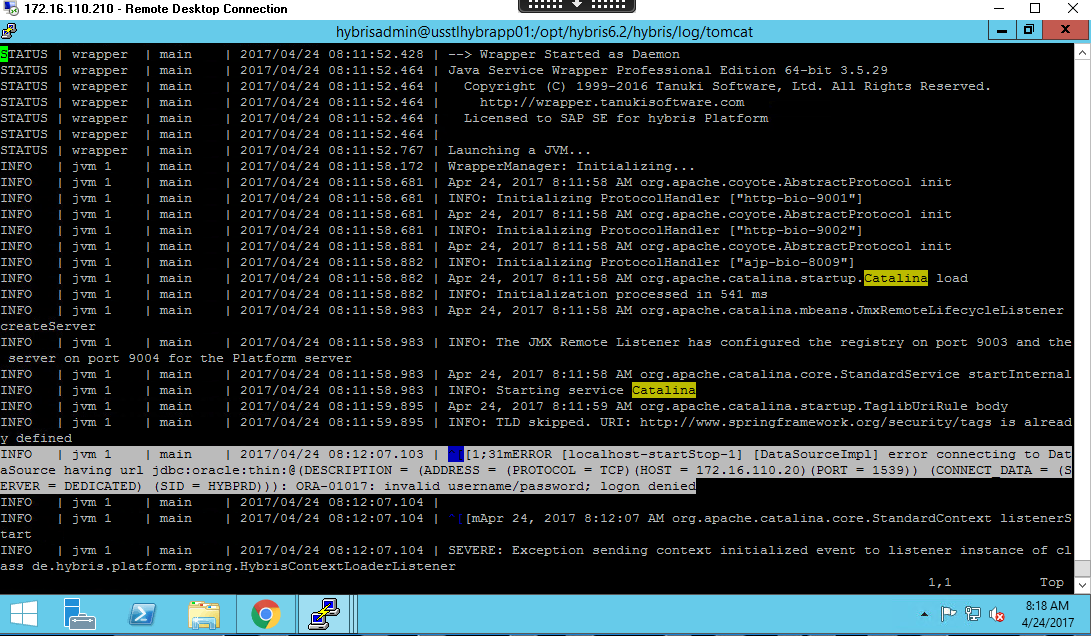 172.16.110.210 - Remote Desktop Connection
hybrisadmin@usstlhybrapp01:/opt/hybris6.2/hybris/log/tomcat
STATUS | wrapper | main | 2017/04/24 08:11:52.428 | --> Wrapper Started as Daemon
STATUS | wrapper | main | 2017/04/24 08:11:52.464 | Java Service Wrapper Professional Edition 64-bit 3.5.29
STATUS | wrapper | main | 2017/04/24 08:11:52.464 | Copyright (C) 1999-2016 Tanuki Software, Ltd. All Rights Reserved.
STATUS | wrapper | main | 2017/04/24 08:11:52.464 | http://wrapper.tanukisoftware.com
STATUS | wrapper | main | 2017/04/24 08:11:52.464 | Licensed to SAP SE for hybris Platform
STATUS | wrapper | main | 2017/04/24 08:11:52.464 |
STATUS | wrapper | main | 2017/04/24 08:11:52.767 | Launching a JVM...
INFO | jvm 1 | main | 2017/04/24 08:11:58.172 | WrapperManager: Initializing...
INFO | jvm 1 | main | 2017/04/24 08:11:58.681 | Apr 24, 2017 8:11:58 AM org.apache.coyote.AbstractProtocol init
INFO | jvm 1 | main | 2017/04/24 08:11:58.681 | INFO: Initializing ProtocolHandler ["http-bio-9001"]
INFO | jvm 1 | main | 2017/04/24 08:11:58.681 | Apr 24, 2017 8:11:58 AM org.apache.coyote.AbstractProtocol init
INFO | jvm 1 | main | 2017/04/24 08:11:58.681 | INFO: Initializing ProtocolHandler ["http-bio-9002"]
INFO | jvm 1 | main | 2017/04/24 08:11:58.881 | Apr 24, 2017 8:11:58 AM org.apache.coyote.AbstractProtocol init
INFO | jvm 1 | main | 2017/04/24 08:11:58.882 | INFO: Initializing ProtocolHandler ["ajp-bio-8009"]
INFO | jvm 1 | main | 2017/04/24 08:11:58.882 | Apr 24, 2017 8:11:58 AM org.apache.catalina.startup.Catalina load
INFO | jvm 1 | main | 2017/04/24 08:11:58.882 | INFO: Initialization processed in 541 ms
INFO | jvm 1 | main | 2017/04/24 08:11:58.983 | Apr 24, 2017 8:11:58 AM org.apache.catalina.mbeans.JmxRemoteLifecycleListener
createServer
INFO | jvm 1 | main | 2017/04/24 08:11:58.983 | INFO: The JMX Remote Listener has configured the registry on port 9003 and the
server on port 9004 for the Platform server
INFO | jvm 1 | main | 2017/04/24 08:11:58.983 | Apr 24, 2017 8:11:58 AM org.apache.catalina.core.StandardService startInternal
INFO | jvm 1 | main | 2017/04/24 08:11:58.983 | INFO: Starting service Catalina
INFO | jvm 1 | main | 2017/04/24 08:11:59.895 | Apr 24, 2017 8:11:59 AM org.apache.catalina.startup.TaglibUriRule body
INFO | jvm 1 | main | 2017/04/24 08:11:59.895 | INFO: TLD skipped. URI: http://www.springframework.org/security/tags is alread
y defined
INFO | jvm 1 | main | 2017/04/24 08:12:07.103 | ^[[1;31mERROR [localhost-startStop-1] [DataSourceImpl] error connecting to Dat
aSource having url jdbc:oracle:thin:@(DESCRIPTION = (ADDRESS = (PROTOCOL = TCP)(HOST = 172.16.110.20)(PORT = 1539)) (CONNECT_DATA = (S
ERVER = DEDICATED) (SID = HYBPRD))): ORA-01017: invalid username/password; logon denied
INFO | jvm 1 | main | 2017/04/24 08:12:07.104 |
INFO | jvm 1 | main | 2017/04/24 08:12:07.104 | ^[[mApr 24, 2017 8:12:07 AM org.apache.catalina.core.StandardContext listenerS
tart
INFO | jvm 1 | main | 2017/04/24 08:12:07.104 | SEVERE: Exception sending context initialized event to listener instance of cl
ass de.hybris.platform.spring.HybrisContextLoaderListener
1,1 Top
8:18 AM
4/24/2017